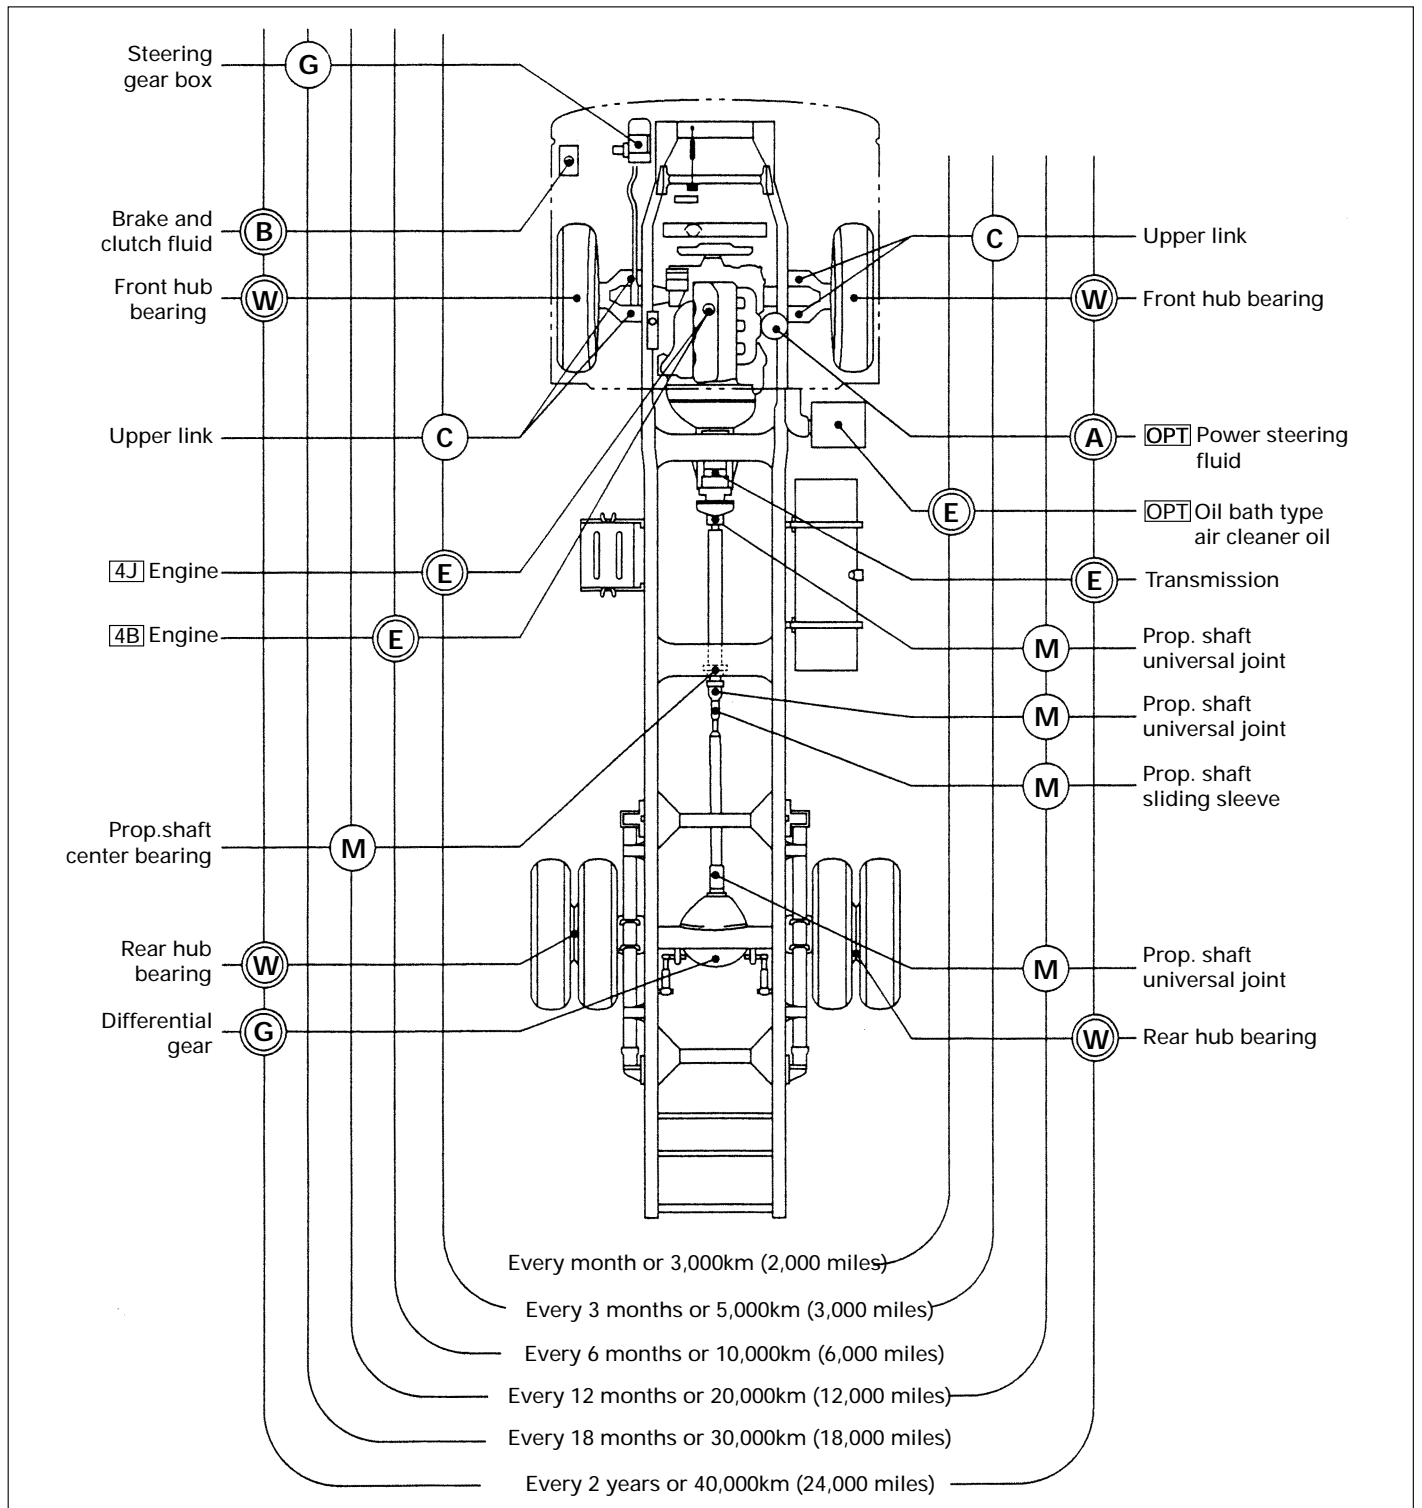 Steering
gear box
G
Brake and
clutch fluid
B
Front hub
bearing
W
Upper link
C
4J Engine
E
4B Engine
E
Prop.shaft
center bearing
M
Rear hub
bearing
W
Differential
gear
G
C
Upper link
W
Front hub bearing
A
OPT Power steering
fluid
E
OPT Oil bath type
air cleaner oil
E
Transmission
M
Prop. shaft
universal joint
M
Prop. shaft
universal joint
M
Prop. shaft
sliding sleeve
M
Prop. shaft
universal joint
W
Rear hub bearing
Every month or 3,000km (2,000 miles)
Every 3 months or 5,000km (3,000 miles)
Every 6 months or 10,000km (6,000 miles)
Every 12 months or 20,000km (12,000 miles)
Every 18 months or 30,000km (18,000 miles)
Every 2 years or 40,000km (24,000 miles)